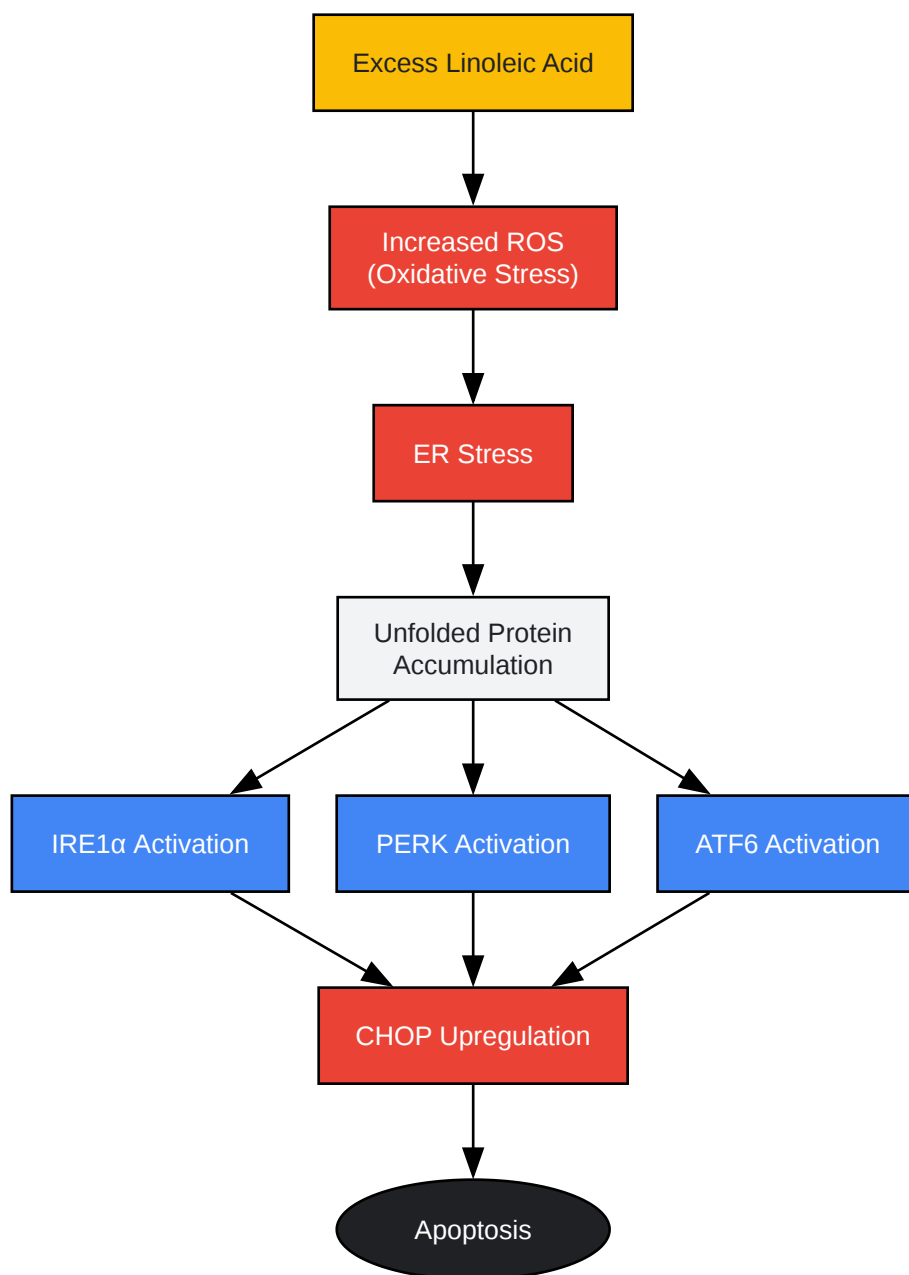 Excess Linoleic Acid
Increased ROS
(Oxidative Stress)
ER Stress
Unfolded Protein
Accumulation
IRE1α Activation
PERK Activation
ATF6 Activation
CHOP Upregulation
Apoptosis